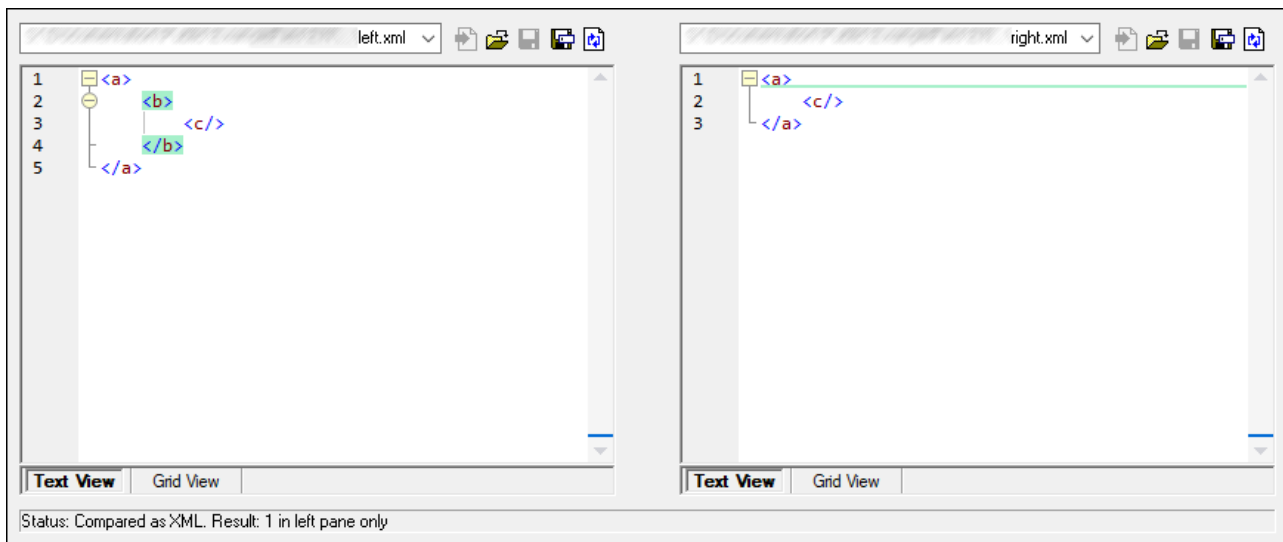 left.xml
1 <a>
2 <b>
3 <c/>
4 </b>
5 </a>
Text View Grid View
right.xml
1 <a>
2 <c/>
3 </a>
Text View Grid View
Status: Compared as XML. Result: 1 in left pane only